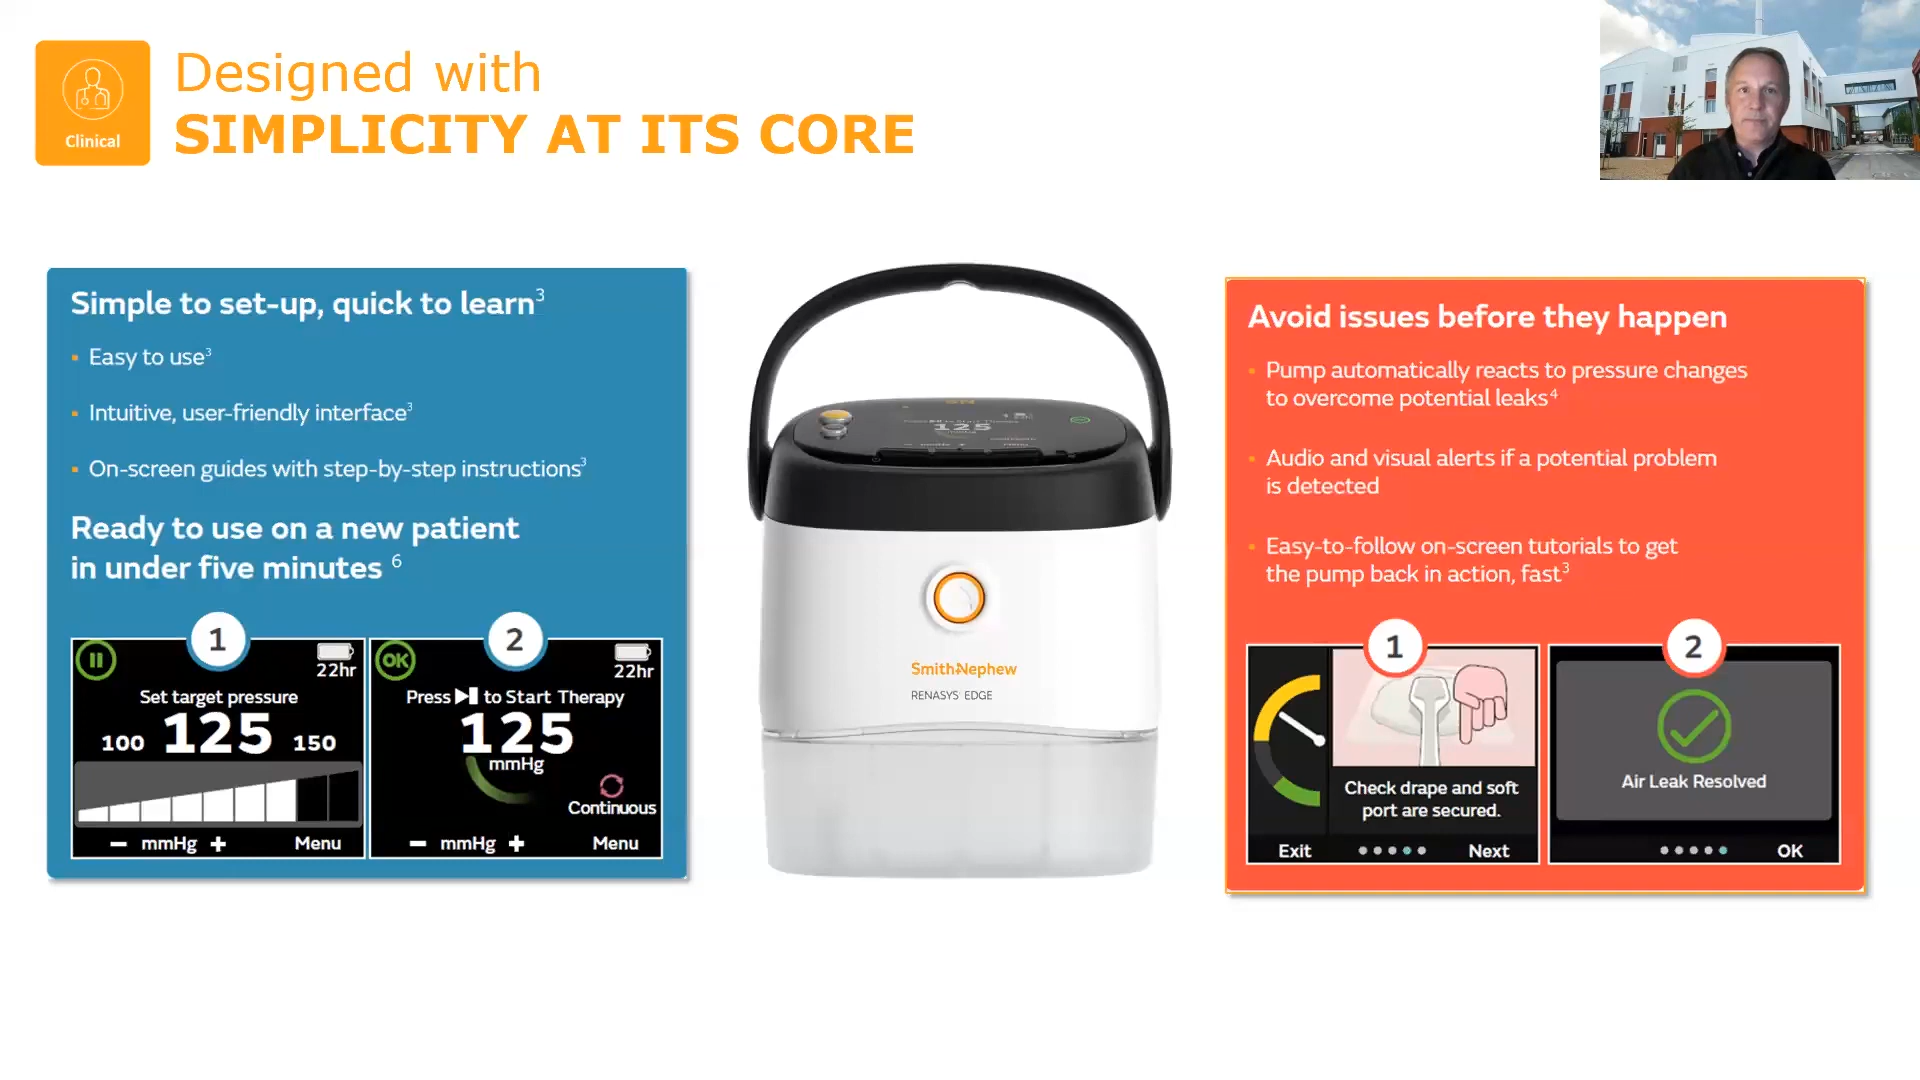 Clinical
Designed with
SIMPLICITY AT ITS CORE
Simple to set-up, quick to learn³
▪ Easy to use³
▪ Intuitive, user-friendly interface³
▪ On-screen guides with step-by-step instructions³
Ready to use on a new patient
in under five minutes ⁶
1
22hr
Set target pressure
100 125 150
− mmHg + Menu
2
OK
22hr
Press to Start Therapy
125
mmHg
Continuous
− mmHg + Menu
SN
125
Smith+Nephew
RENASYS EDGE
Avoid issues before they happen
▪ Pump automatically reacts to pressure changes
to overcome potential leaks⁴
▪ Audio and visual alerts if a potential problem
is detected
▪ Easy-to-follow on-screen tutorials to get
the pump back in action, fast³
1
Check drape and soft
port are secured.
Exit Next
2
Air Leak Resolved
OK